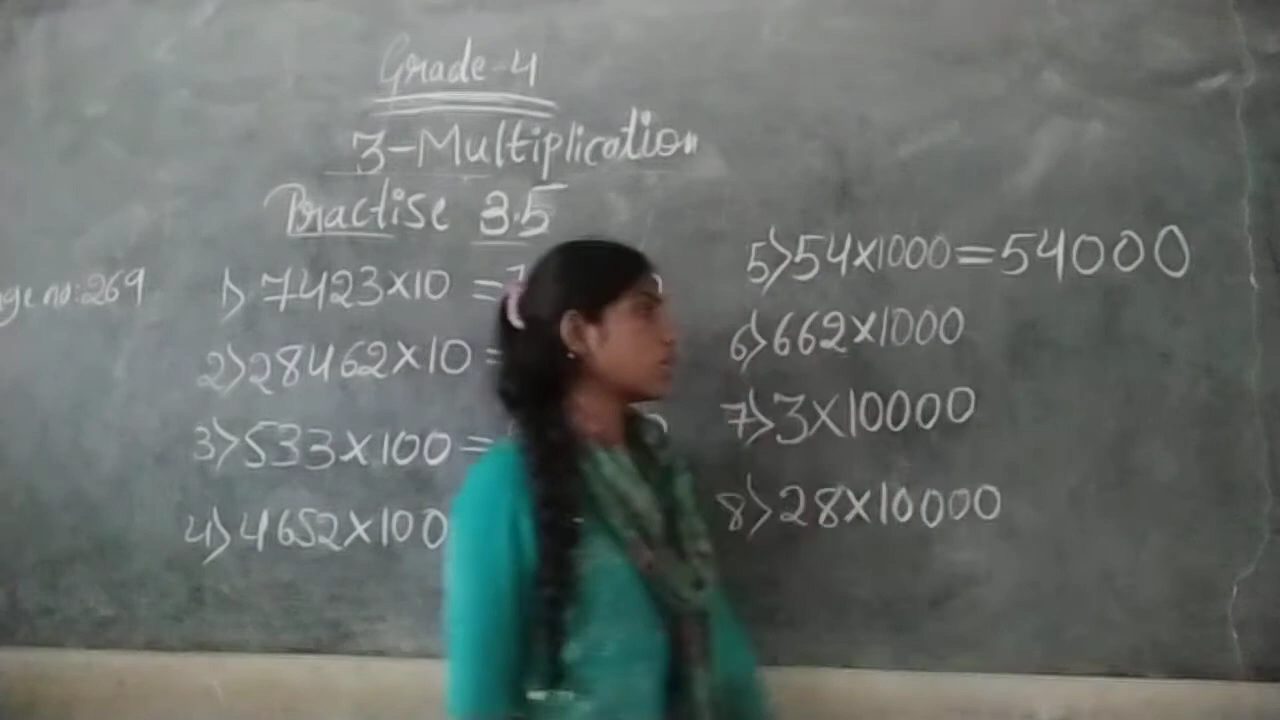 Grade-4
3-Multiplication
Practise 3.5
no:269
1) 7423×10 =
2) 28462×10 =
3) 533×100 =
4) 4652×100
5) 54×1000=54000
6) 662×1000
7) 3×10000
8) 28×10000